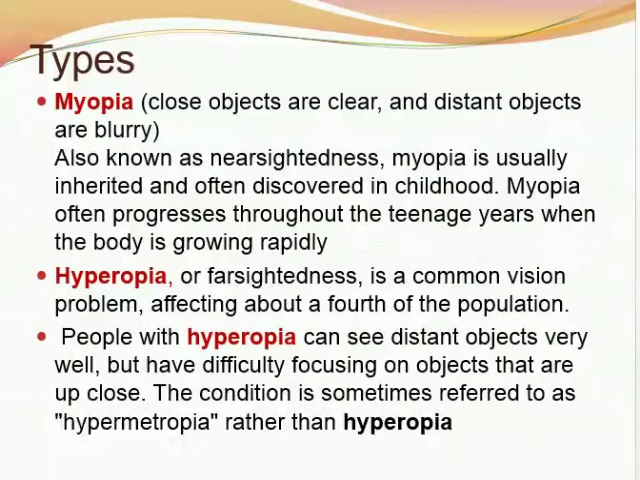 Types
Myopia (close objects are clear, and distant objects
are blurry)
Also known as nearsightedness, myopia is usually
inherited and often discovered in childhood. Myopia
often progresses throughout the teenage years when
the body is growing rapidly
Hyperopia, or farsightedness, is a common vision
problem, affecting about a fourth of the population.
People with hyperopia can see distant objects very
well, but have difficulty focusing on objects that are
up close. The condition is sometimes referred to as
"hypermetropia" rather than hyperopia